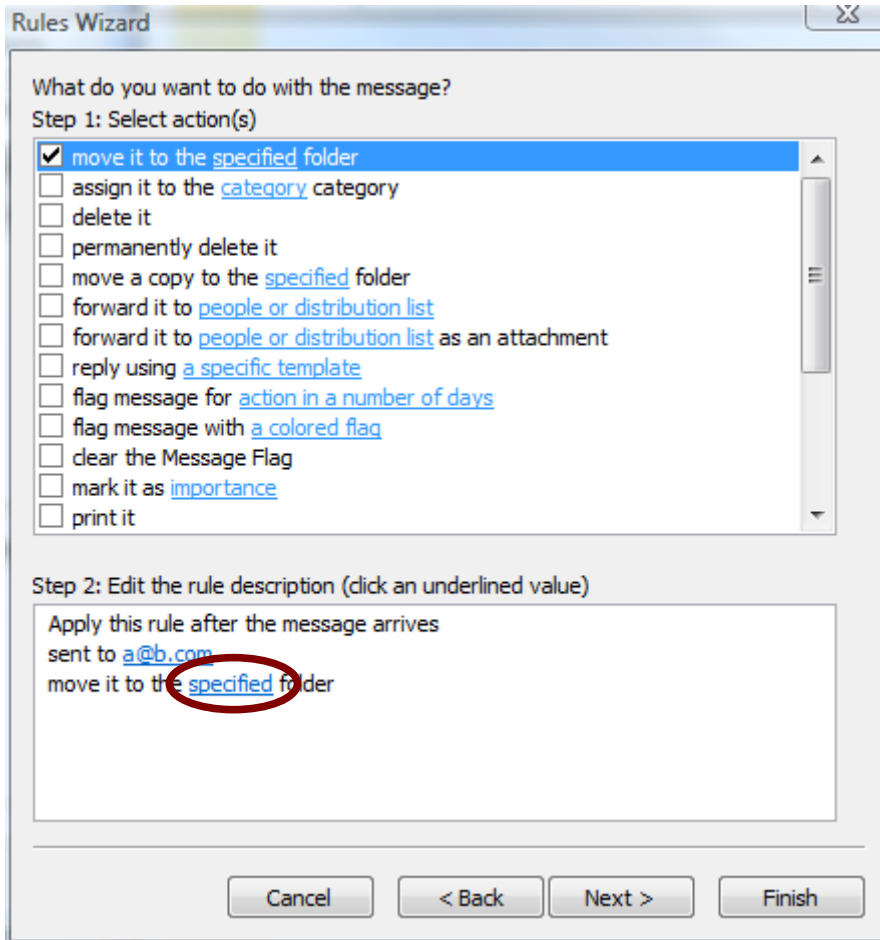 Rules Wizard
What do you want to do with the message?
Step 1: Select action(s)
move it to the specified folder
assign it to the category category
delete it
permanently delete it
move a copy to the specified folder
forward it to people or distribution list
forward it to people or distribution list as an attachment
reply using a specific template
flag message for action in a number of days
flag message with a colored flag
clear the Message Flag
mark it as importance
print it
Step 2: Edit the rule description (click an underlined value)
Apply this rule after the message arrives
sent to a@b.com
move it to the specified folder
Cancel < Back Next > Finish